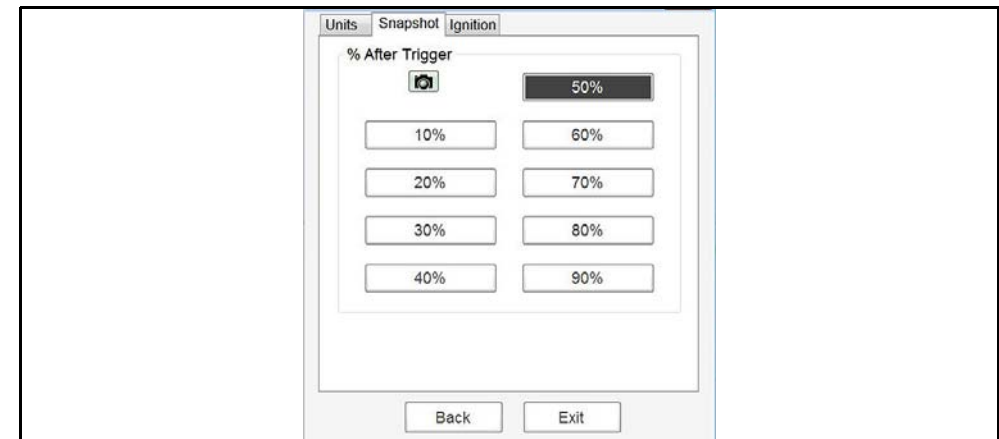 Units Snapshot Ignition
% After Trigger
50%
10% 60%
20% 70%
30% 80%
40% 90%
Back Exit